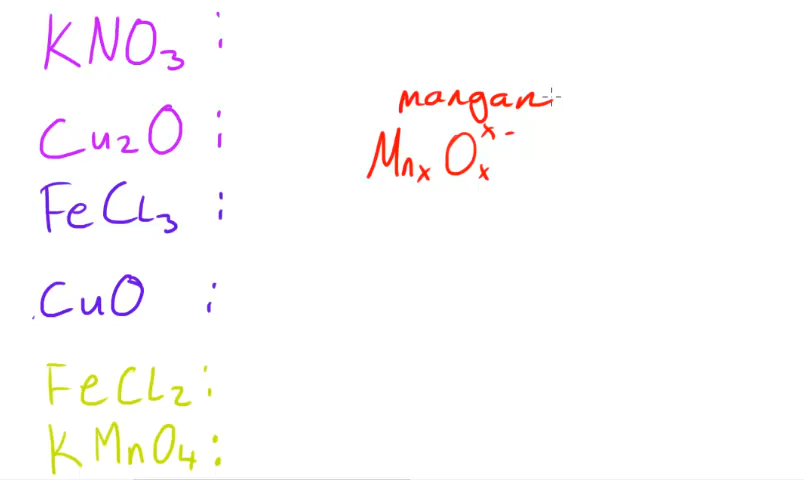 KNO₃ :
Cu₂O :
FeCl₃ :
CuO :
FeCl₂ :
KMnO₄ :
mangan
MnₓOₓˣ⁻